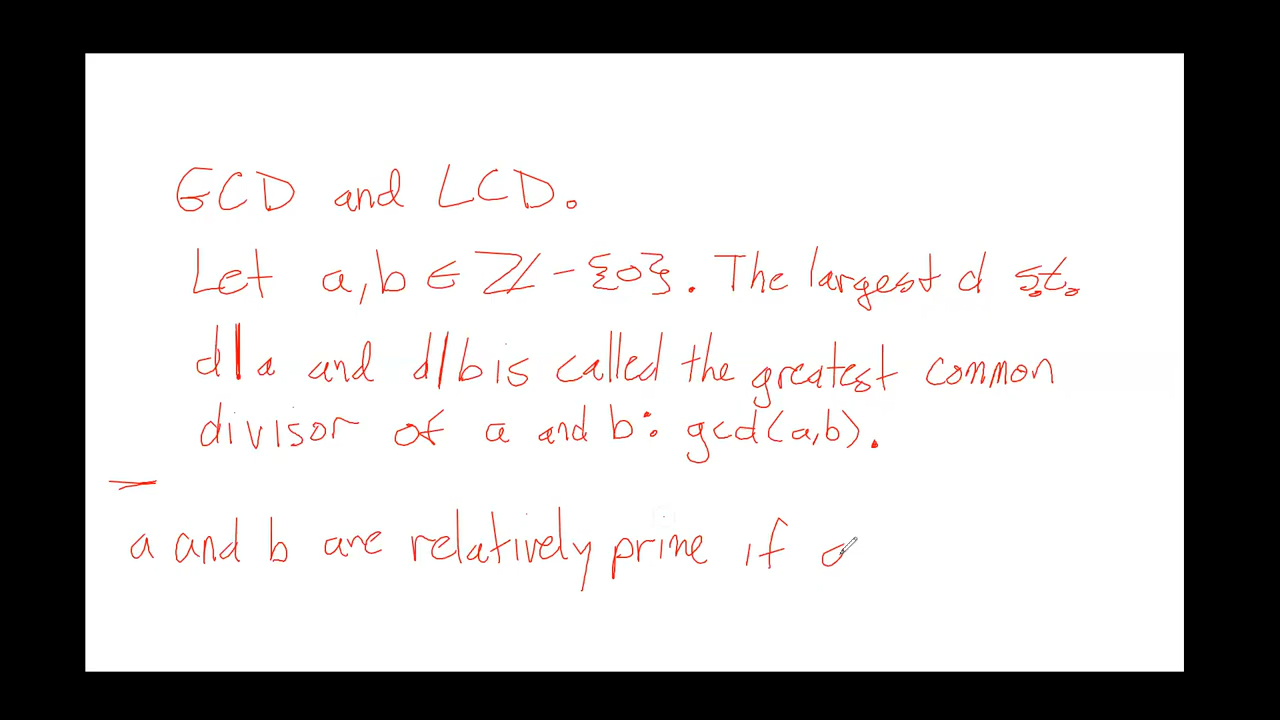 GCD and LCD.
Let a, b ∈ ℤ - {0}. The largest d s.t.
d|a and d|b is called the greatest common
divisor of a and b: gcd(a,b).
a and b are relatively prime if